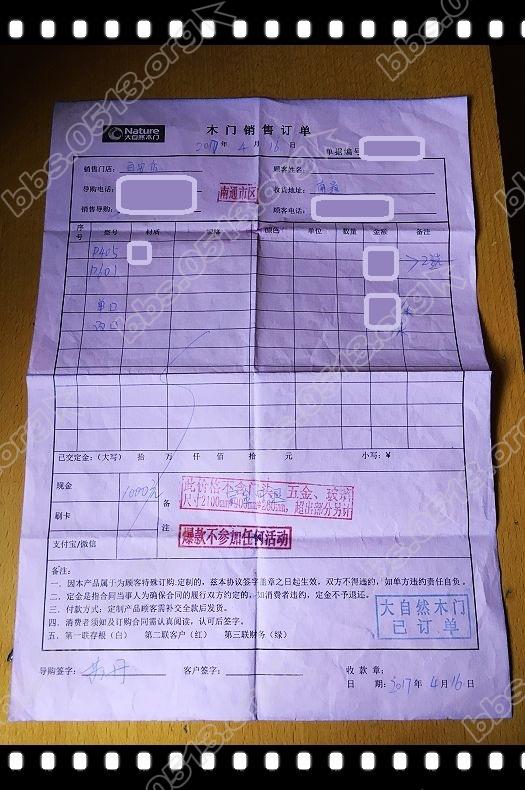 bbs.0513.org
Nature
大自然木门
木门销售订单
2017年 4月 16日
单据编号
销售门店：
顾客姓名：
导购电话：
南通市区
收货地址：南通
销售导购：
顾客电话：
序号 型号 材质 规格 颜色 单位 数量 金额 备注
P405
单口
已交定金：（大写） 拾 万 仟 佰 拾 元 小写：¥
现金 1000元
备注
此价格不含门头、五金、玻璃
尺寸2100mm*
260mm，超出部分另计
刷卡
支付宝/微信
爆款不参加任何活动
备注：
一．因本产品属于为顾客特殊订购.定制的，兹本协议签字盖章之日起生效，双方不得违约，如单方违约责任自负。
二．定金是指合同当事人为确保合同的履行双方约定的，如消费者违约，定金不予退还。
三．付款方式：定制产品顾客需补交全款后发货。
四．消费者须知及订购合同需认真阅读，认可后签字。
五．第一联存根（白） 第二联客户（红） 第三联财务（绿）
大自然木门
已订单
导购签字：
客户签字：
收款章：
日 期：2017年 4月 16日